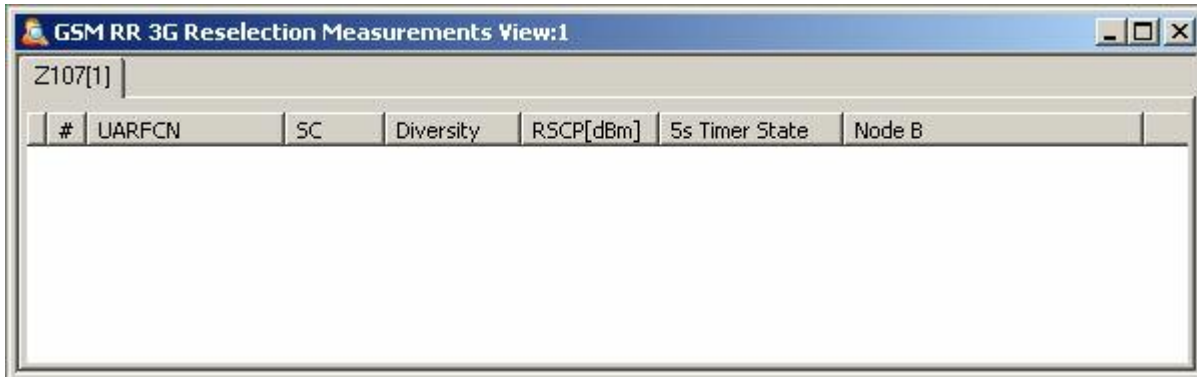 GSM RR 3G Reselection Measurements View:1
Z107[1]
# UARFCN SC Diversity RSCP[dBm] 5s Timer State Node B